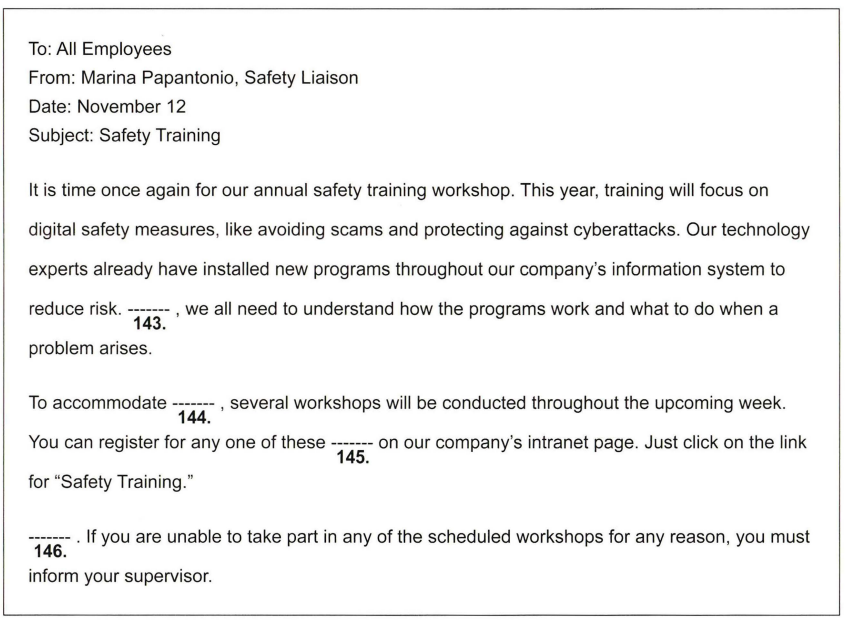 To: All Employees
From: Marina Papantonio, Safety Liaison
Date: November 12
Subject: Safety Training
It is time once again for our annual safety training workshop. This year, training will focus on
digital safety measures, like avoiding scams and protecting against cyberattacks. Our technology
experts already have installed new programs throughout our company's information system to
reduce risk. ------- , we all need to understand how the programs work and what to do when a
143.
problem arises.
To accommodate ------- , several workshops will be conducted throughout the upcoming week.
144.
You can register for any one of these ------- on our company's intranet page. Just click on the link
145.
for “Safety Training.”
------- . If you are unable to take part in any of the scheduled workshops for any reason, you must
146.
inform your supervisor.